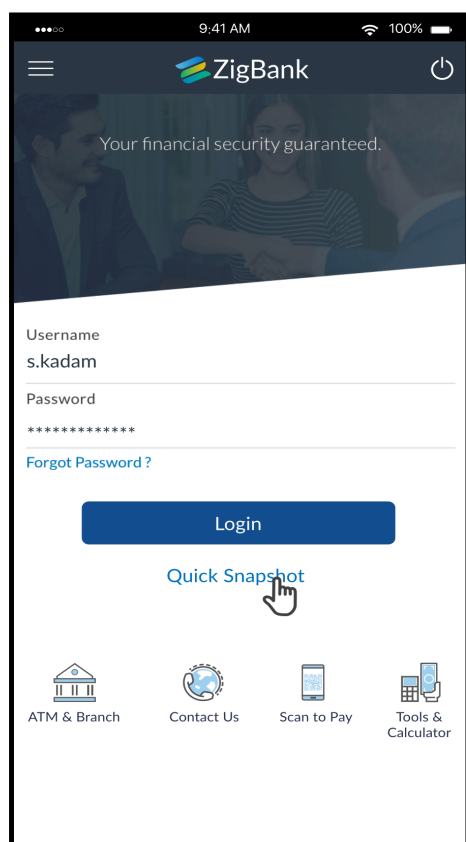 9:41 AM 100%
ZigBank
Your financial security guaranteed.
Username
s.kadam
Password
*************
Forgot Password ?
Login
Quick Snapshot
ATM & Branch Contact Us Scan to Pay Tools &
Calculator